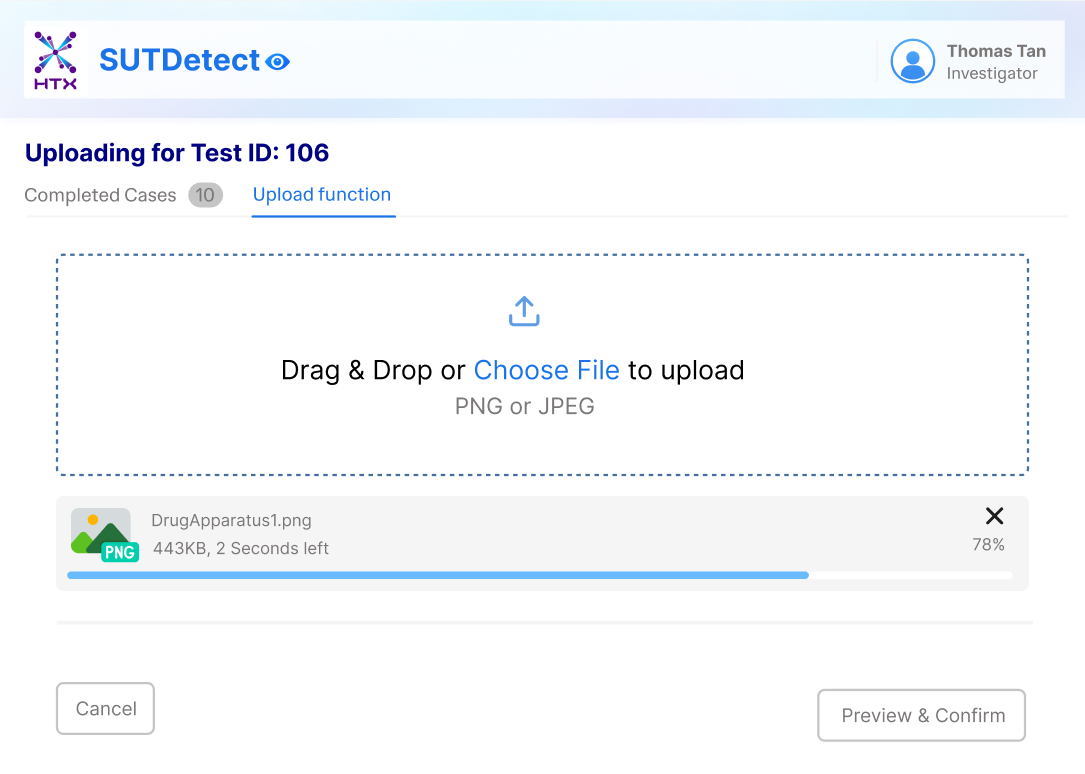 HTX
SUTDetect
Thomas Tan
Investigator
Uploading for Test ID: 106
Completed Cases 10
Upload function
Drag & Drop or Choose File to upload
PNG or JPEG
PNG
DrugApparatus1.png
443KB, 2 Seconds left
78%
Cancel
Preview & Confirm